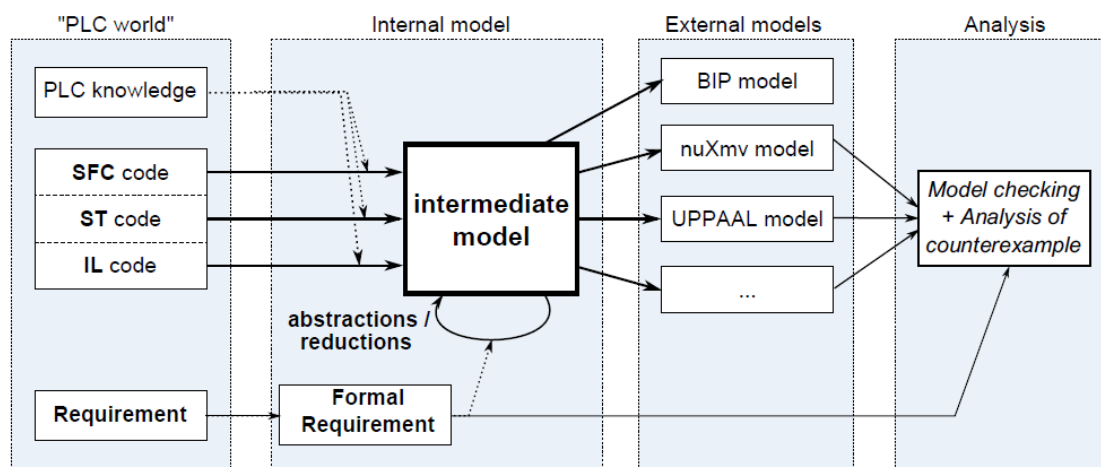 "PLC world"
Internal model
External models
Analysis
PLC knowledge
SFC code
ST code
IL code
Requirement
intermediate
model
abstractions /
reductions
Formal
Requirement
BIP model
nuXmv model
UPPAAL model
...
Model checking
+ Analysis of
counterexample